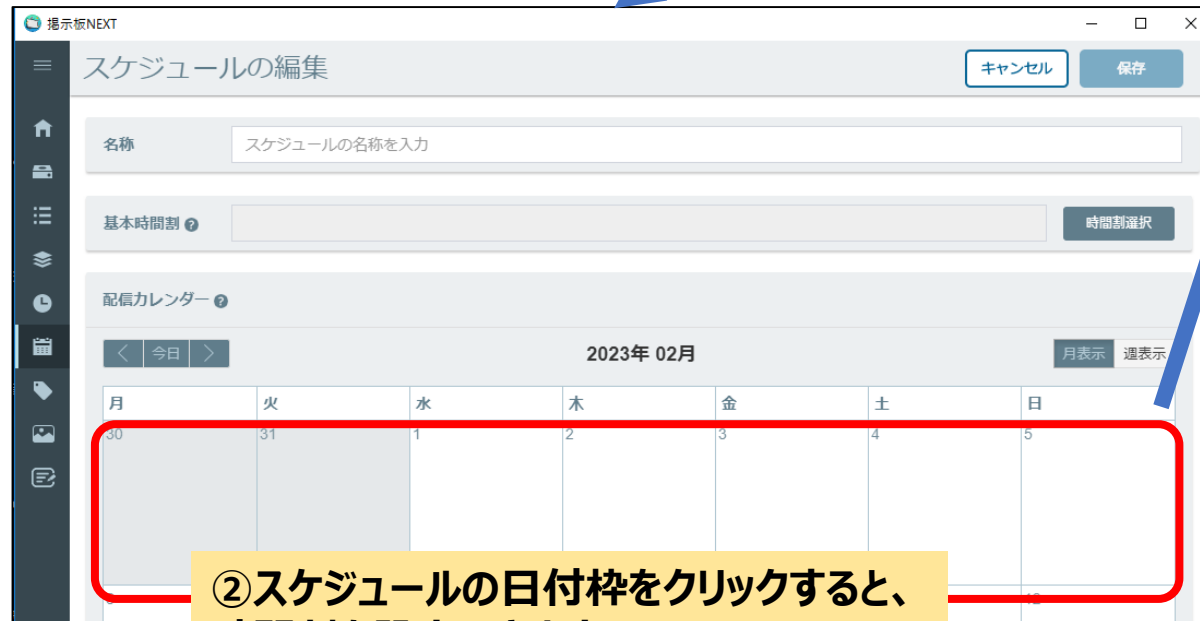 掲示板NEXT
スケジュールの編集
キャンセル
保存
名称
スケジュールの名称を入力
基本時間割
時間割選択
配信カレンダー
< 今日 >
2023年 02月
月表示 週表示
月 火 水 木 金 土 日
30 31 1 2 3 4 5
②スケジュールの日付枠をクリックすると、